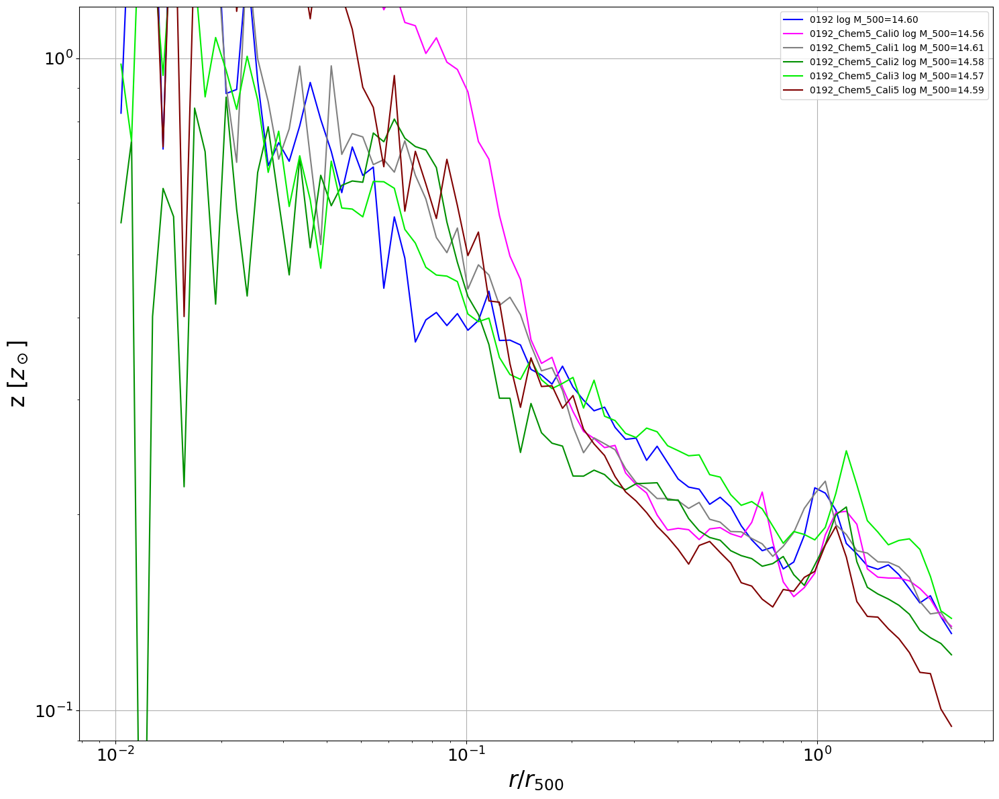 0192 log M_500=14.60
0192_Chem5_Cali0 log M_500=14.56
0192_Chem5_Cali1 log M_500=14.61
0192_Chem5_Cali2 log M_500=14.58
0192_Chem5_Cali3 log M_500=14.57
0192_Chem5_Cali5 log M_500=14.59
10⁰
z [z⊙]
10⁻¹
10⁻² 10⁻¹ 10⁰
r/r₅₀₀